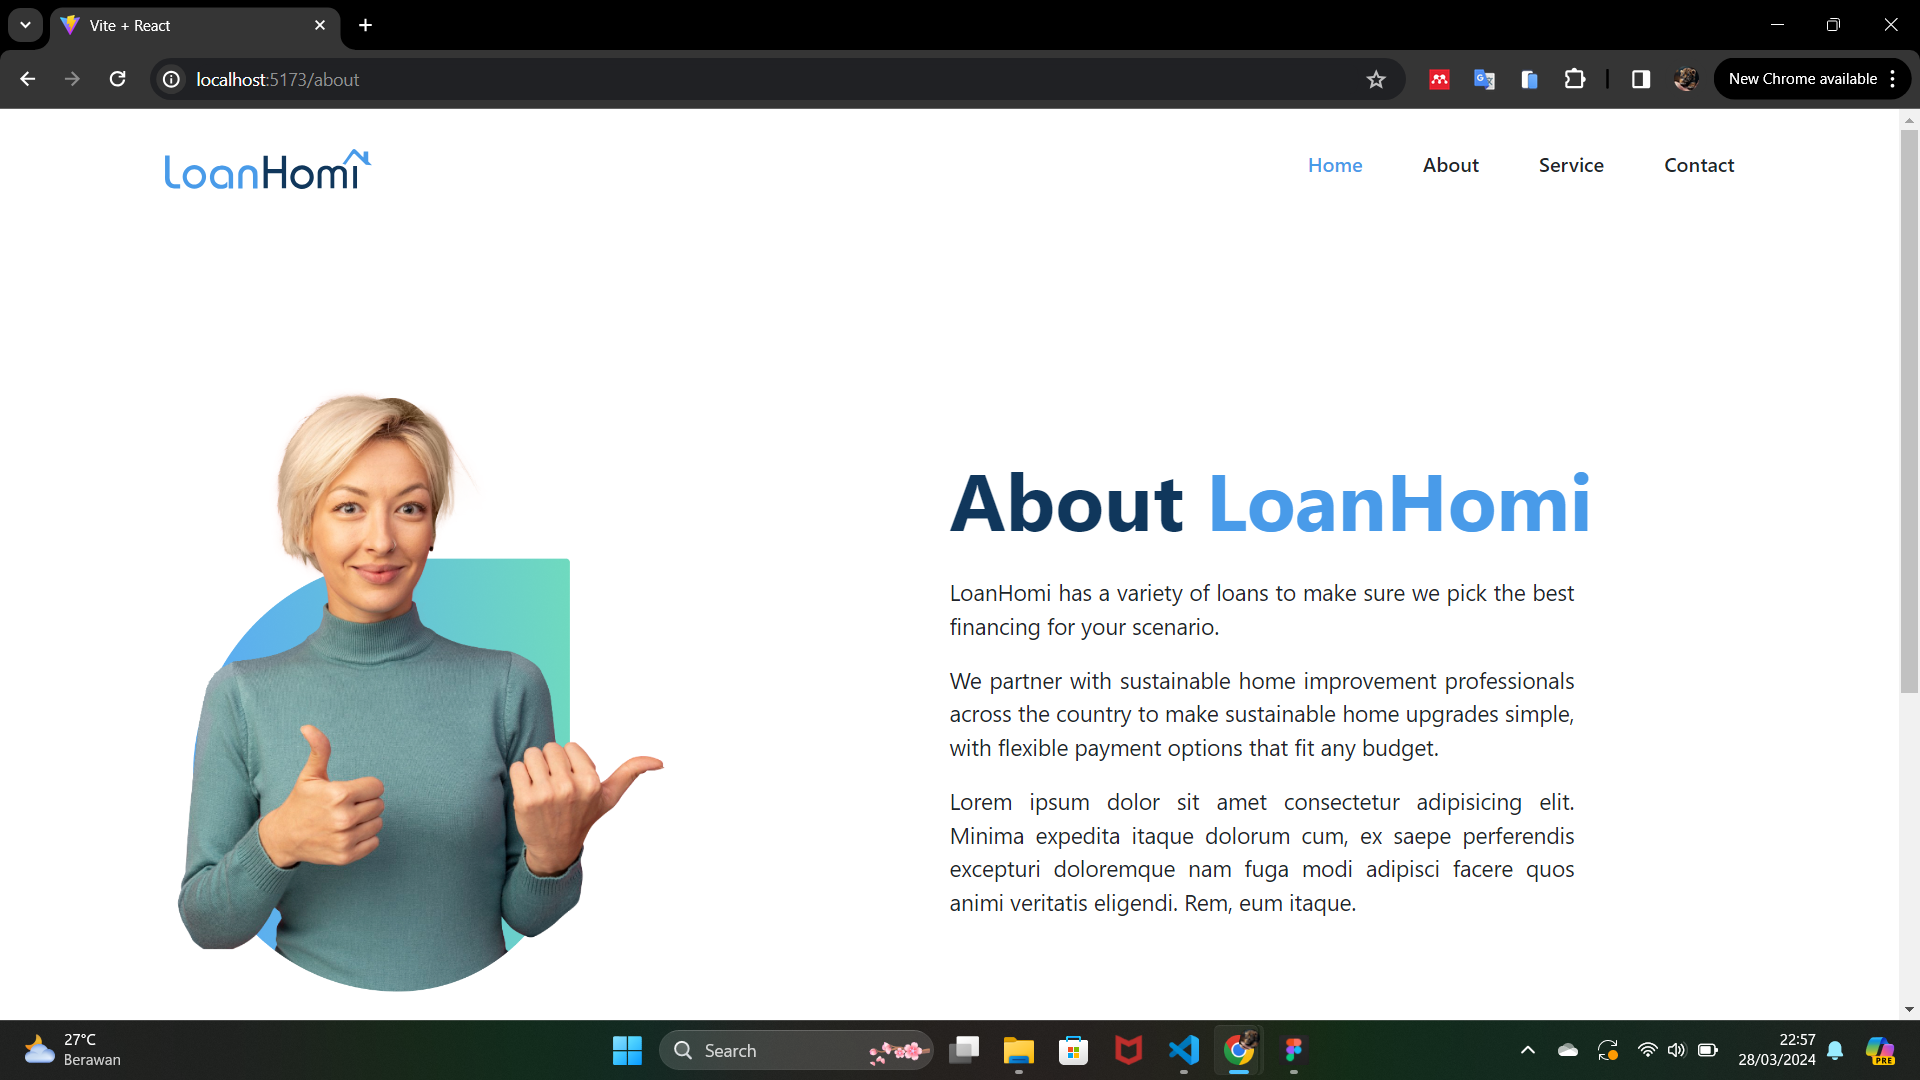 Vite + React
localhost:5173/about
New Chrome available
LoanHomi
Home About Service Contact
About LoanHomi
LoanHomi has a variety of loans to make sure we pick the best
financing for your scenario.
We partner with sustainable home improvement professionals
across the country to make sustainable home upgrades simple,
with flexible payment options that fit any budget.
Lorem ipsum dolor sit amet consectetur adipisicing elit.
Minima expedita itaque dolorum cum, ex saepe perferendis
excepturi doloremque nam fuga modi adipisci facere quos
animi veritatis eligendi. Rem, eum itaque.
27°C
Berawan
Search
22:57
28/03/2024
PRE